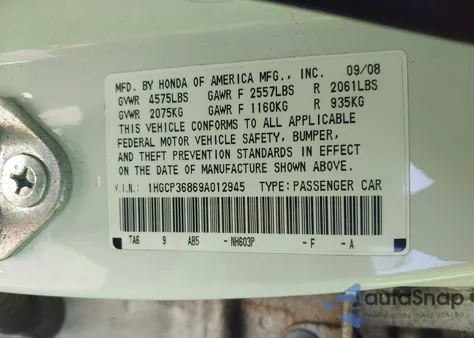 MFD. BY HONDA OF AMERICA MFG., INC. 09/08
GVWR 4575LBS GAWR F 2557LBS R 2061LBS
GVWR 2075KG GAWR F 1160KG R 935KG
THIS VEHICLE CONFORMS TO ALL APPLICABLE
FEDERAL MOTOR VEHICLE SAFETY, BUMPER,
AND THEFT PREVENTION STANDARDS IN EFFECT
ON THE DATE OF MANUFACTURE SHOWN ABOVE.
V.I.N.: 1HGCP36869A012945 TYPE: PASSENGER CAR
TA6 9 AB5 -NH603P -F -A
autoSnap